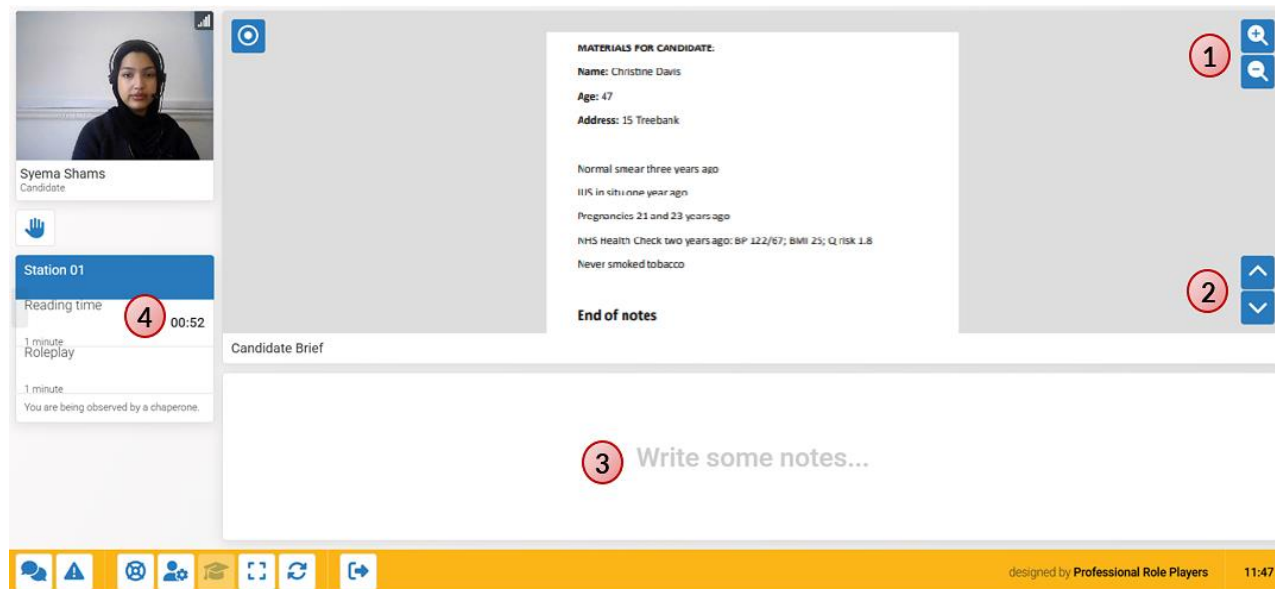 Syema Shams
Candidate
Station 01
Reading time
4
00:52
1 minute
Roleplay
1 minute
You are being observed by a chaperone.
MATERIALS FOR CANDIDATE:
Name: Christine Davis
Age: 47
Address: 15 Treebank
Normal smear three years ago
IUS in situ one year ago
Pregnancies 21 and 23 years ago
NHS Health Check two years ago: BP 122/67; BMI 25; Q risk 1.8
Never smoked tobacco
End of notes
1
2
Candidate Brief
3
Write some notes...
designed by Professional Role Players
11:47